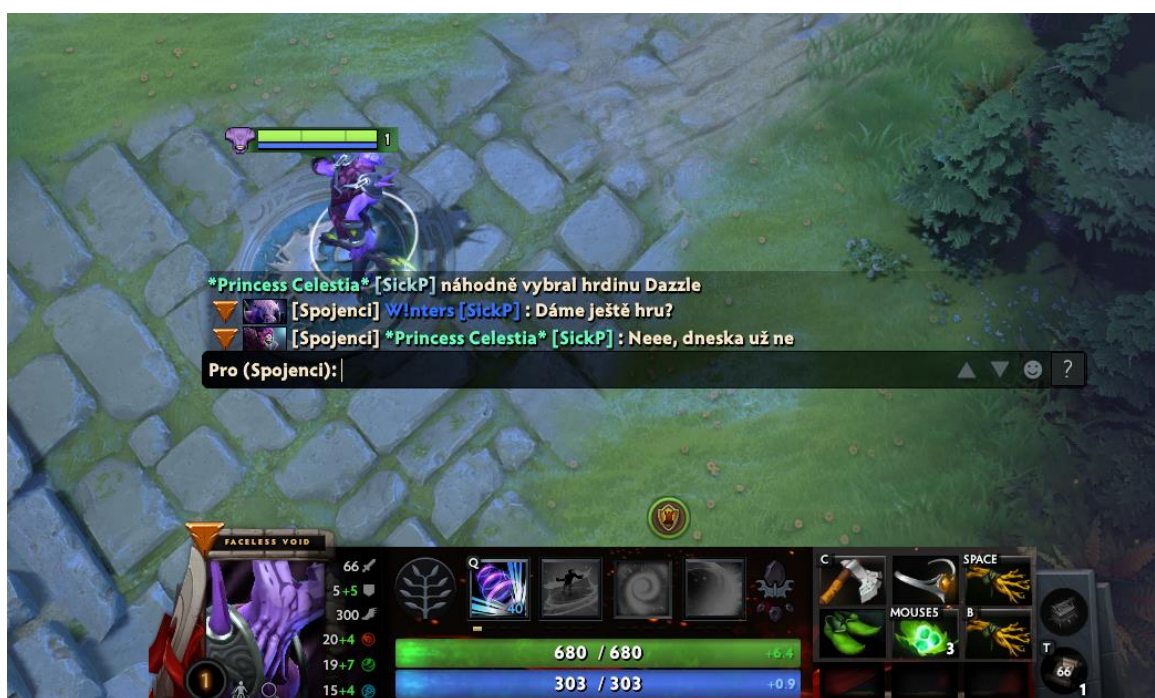 1
*Princess Celestia* [SickP] náhodně vybral hrdinu Dazzle
[Spojenci] W!nters [SickP] : Dáme ještě hru?
[Spojenci] *Princess Celestia* [SickP] : Neee, dneska už ne
Pro (Spojenci):
?
FACELESS VOID
66
5+5
300
20+4
19+7
15+4
1
Q
40
680 / 680
+6.4
303 / 303
+0.9
C
SPACE
MOUSE5
3
B
T
66
1